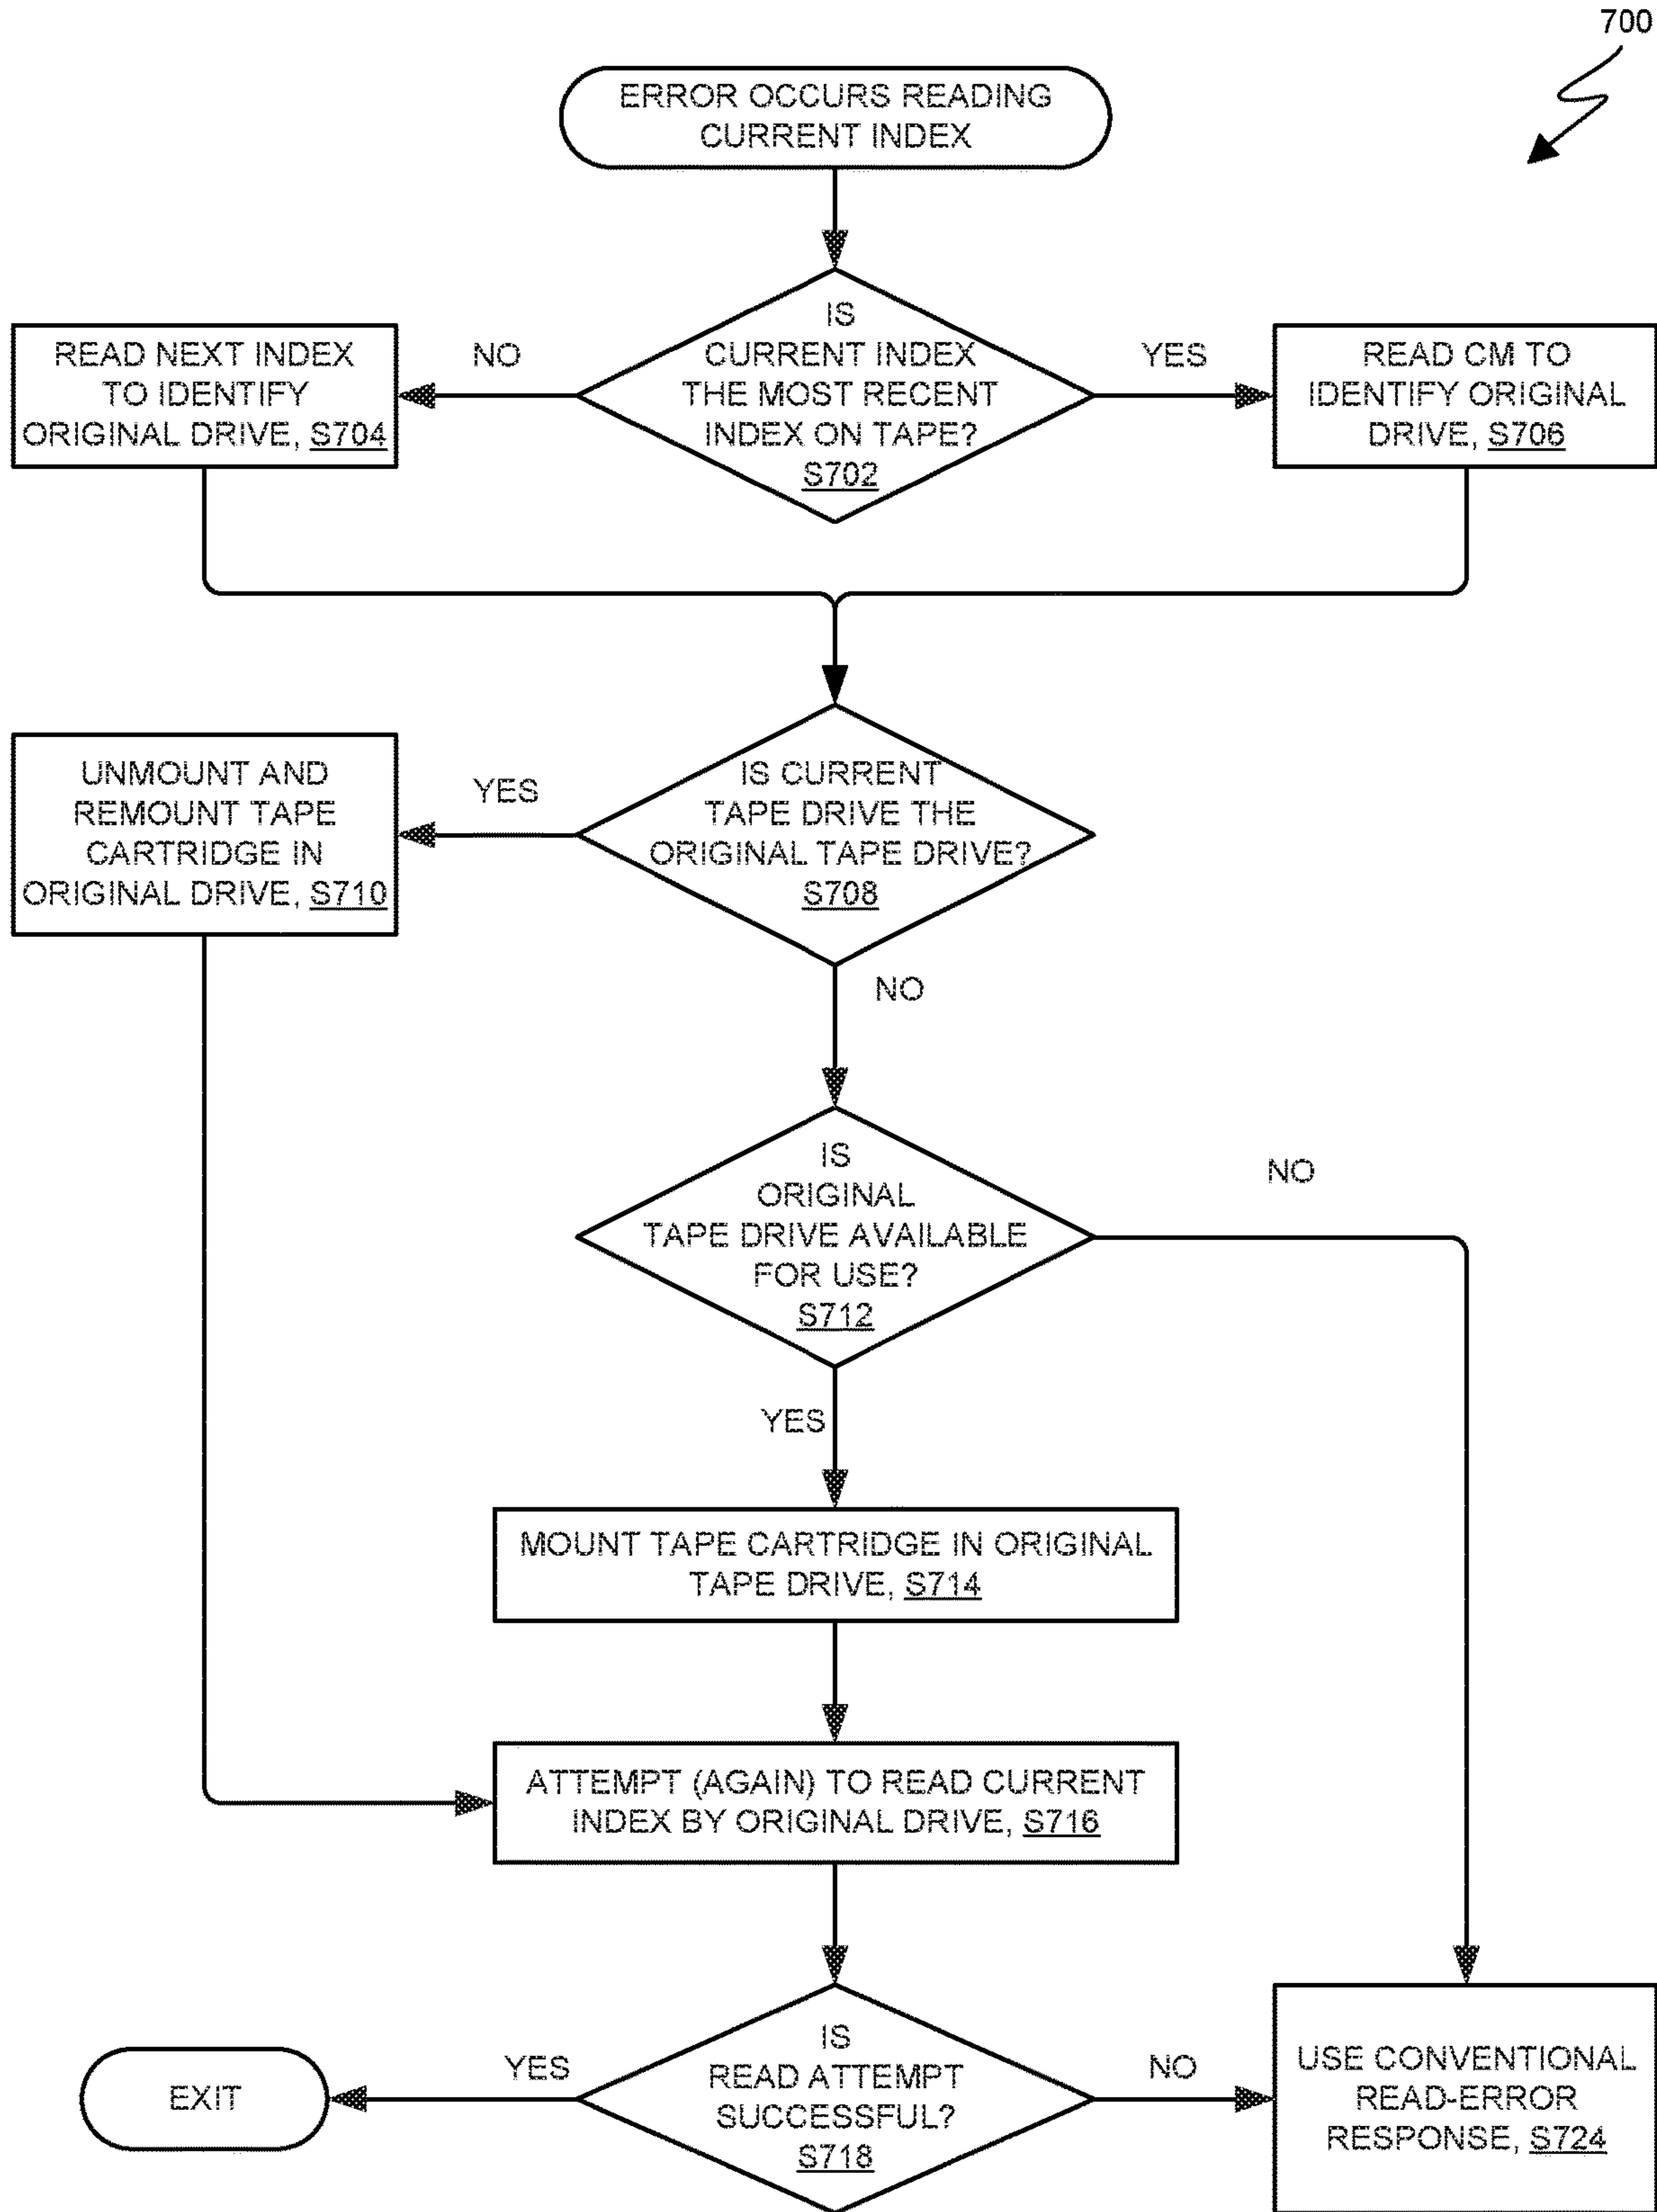 700
ERROR OCCURS READING
CURRENT INDEX
IS
CURRENT INDEX
THE MOST RECENT
INDEX ON TAPE?
S702
NO
YES
READ NEXT INDEX
TO IDENTIFY
ORIGINAL DRIVE, S704
READ CM TO
IDENTIFY ORIGINAL
DRIVE, S706
IS CURRENT
TAPE DRIVE THE
ORIGINAL TAPE DRIVE?
S708
YES
NO
UNMOUNT AND
REMOUNT TAPE
CARTRIDGE IN
ORIGINAL DRIVE, S710
IS
ORIGINAL
TAPE DRIVE AVAILABLE
FOR USE?
S712
NO
YES
MOUNT TAPE CARTRIDGE IN ORIGINAL
TAPE DRIVE, S714
ATTEMPT (AGAIN) TO READ CURRENT
INDEX BY ORIGINAL DRIVE, S716
IS
READ ATTEMPT
SUCCESSFUL?
S718
YES
NO
EXIT
USE CONVENTIONAL
READ-ERROR
RESPONSE, S724